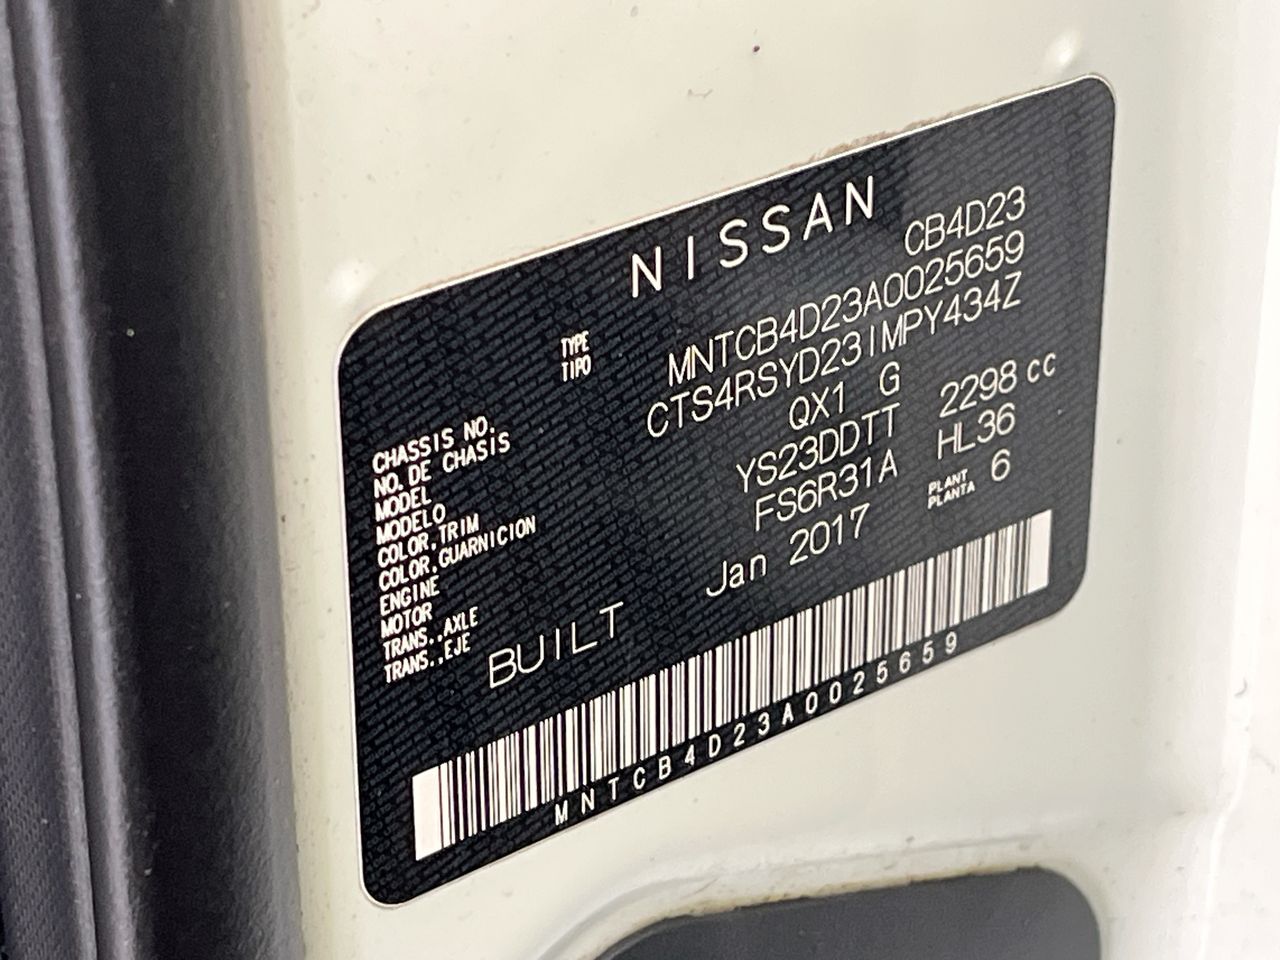 NISSAN
TYPE CB4D23
TIPO
CHASSIS NO. MNTCB4D23A0025659
NO. DE CHASIS
MODEL CTS4RSYD23IMPY434Z
MODELO
COLOR,TRIM QX1 G
COLOR,GUARNICION
ENGINE YS23DDTT 2298 cc
MOTOR
TRANS.,AXLE FS6R31A HL36
TRANS.,EJE
BUILT Jan 2017 PLANT 6
PLANTA
MNTCB4D23A0025659